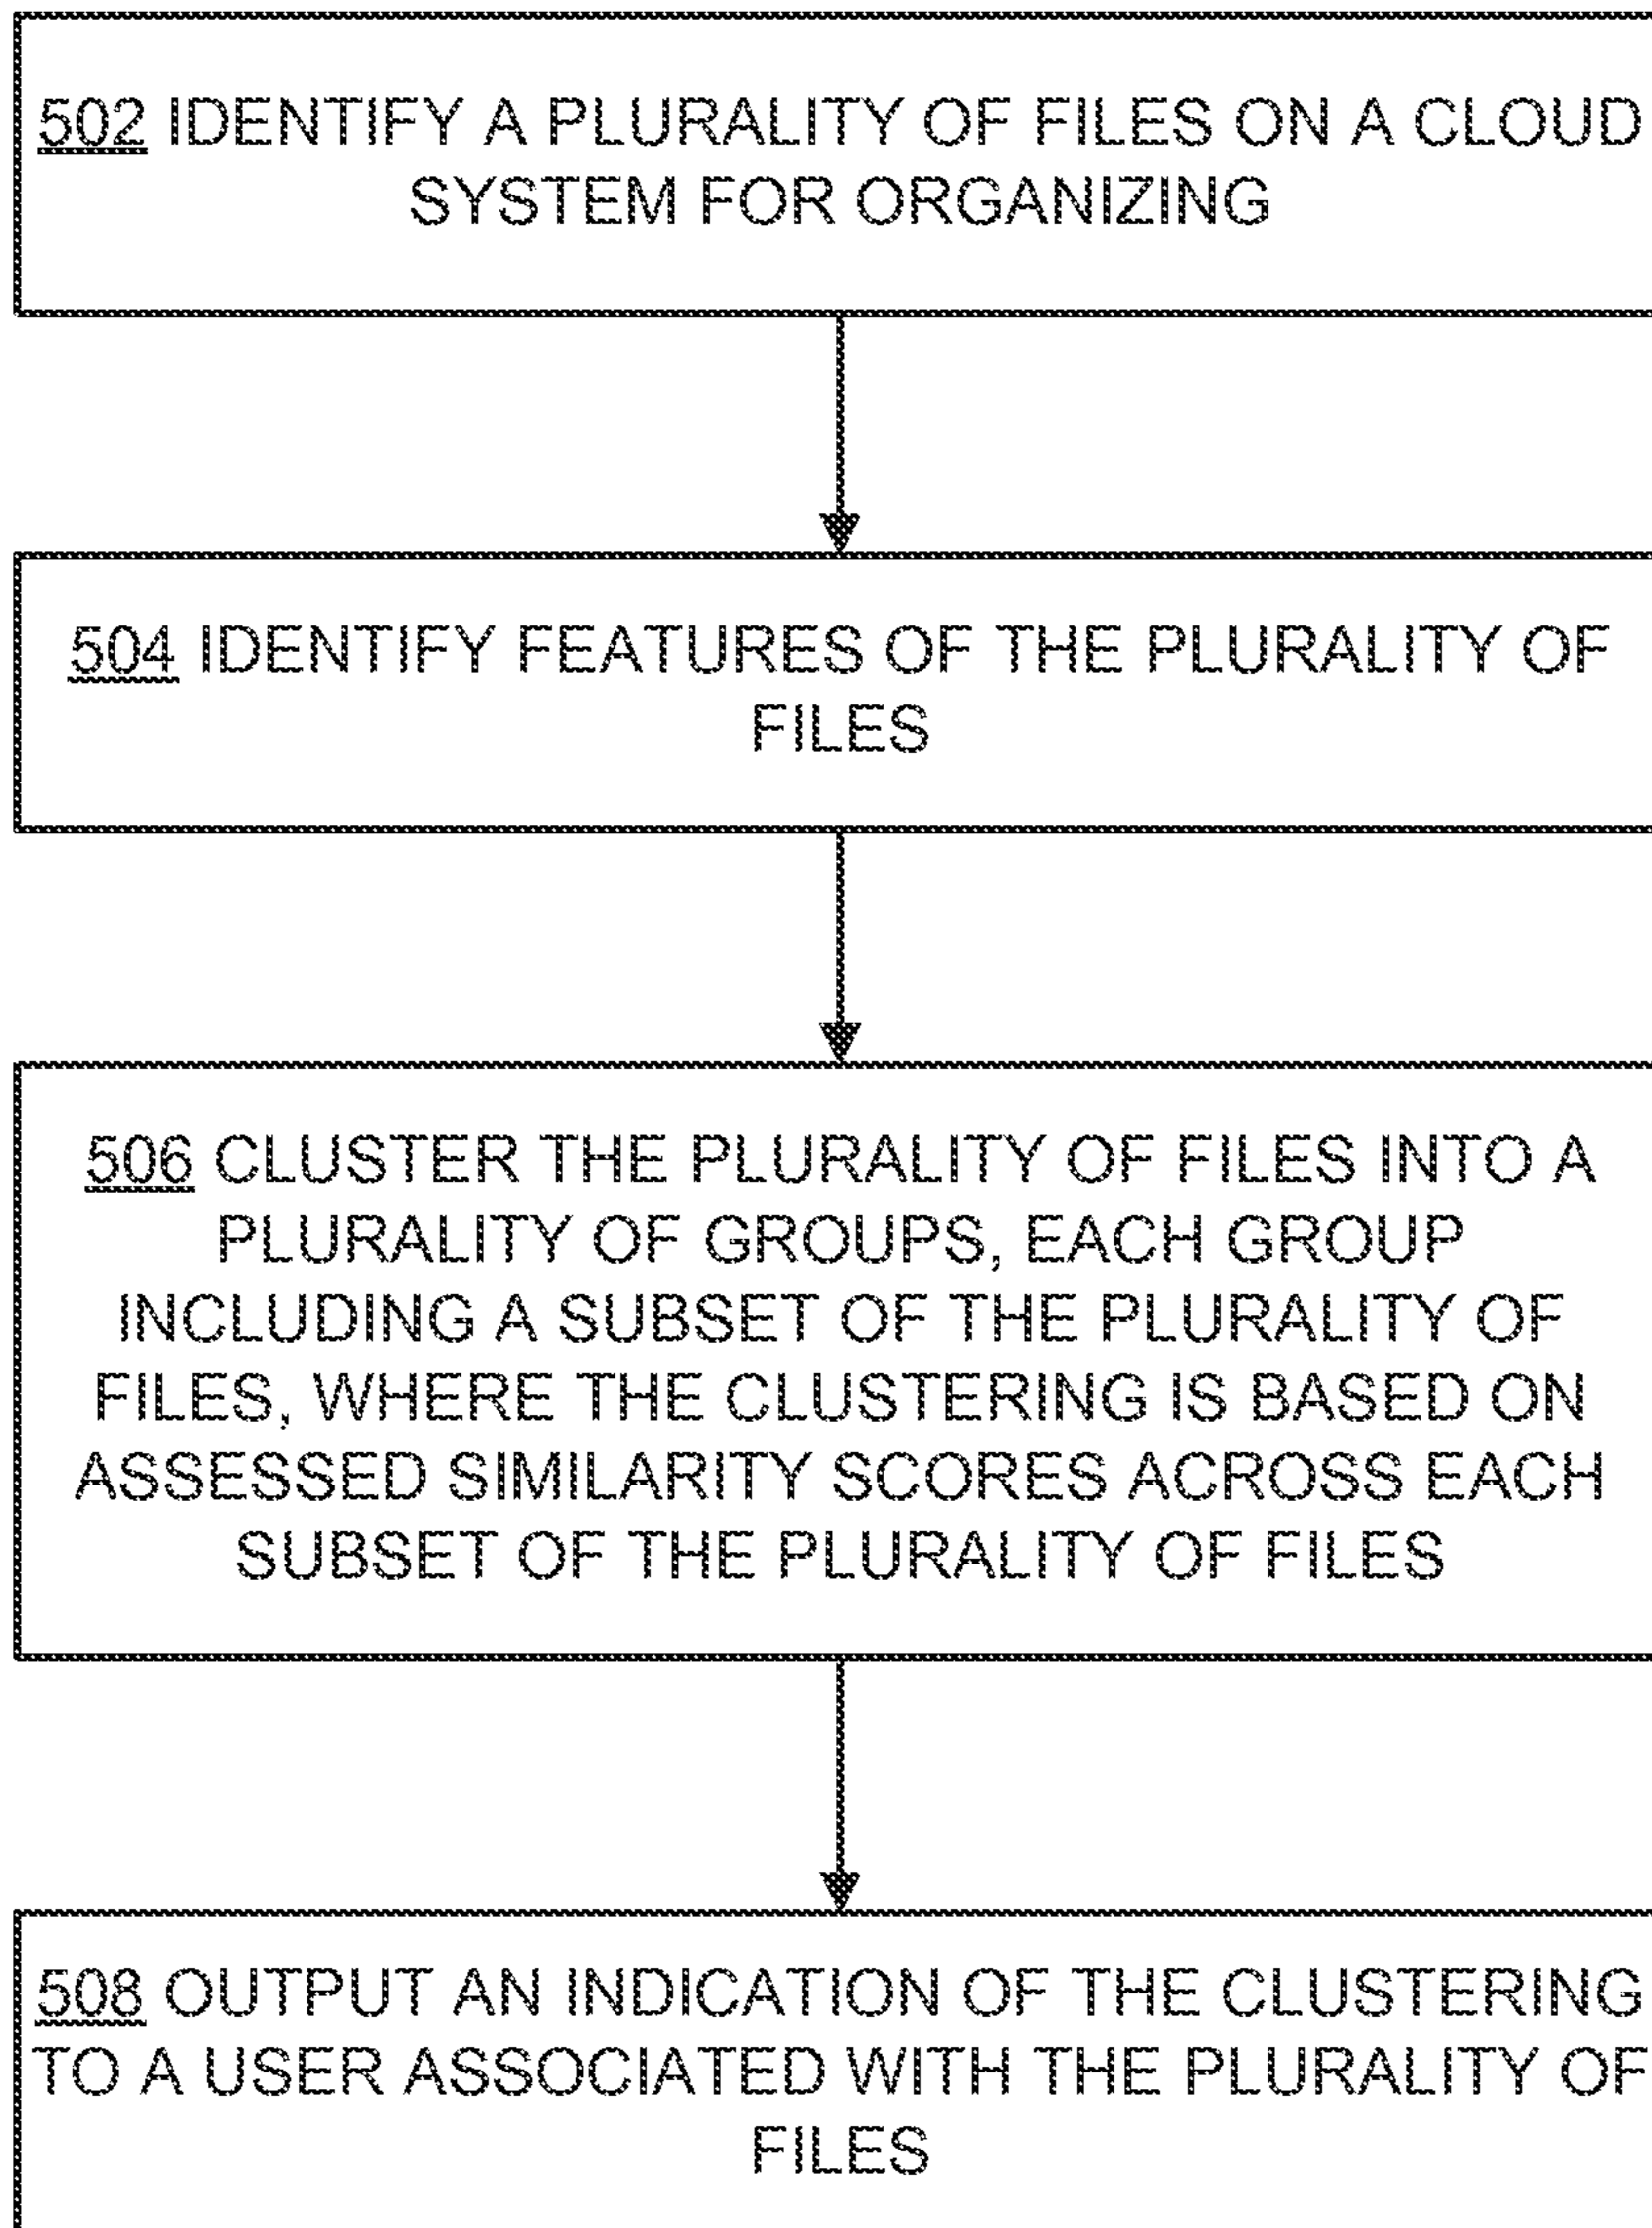 502 IDENTIFY A PLURALITY OF FILES ON A CLOUD
SYSTEM FOR ORGANIZING
504 IDENTIFY FEATURES OF THE PLURALITY OF
FILES
506 CLUSTER THE PLURALITY OF FILES INTO A
PLURALITY OF GROUPS, EACH GROUP
INCLUDING A SUBSET OF THE PLURALITY OF
FILES, WHERE THE CLUSTERING IS BASED ON
ASSESSED SIMILARITY SCORES ACROSS EACH
SUBSET OF THE PLURALITY OF FILES
508 OUTPUT AN INDICATION OF THE CLUSTERING
TO A USER ASSOCIATED WITH THE PLURALITY OF
FILES